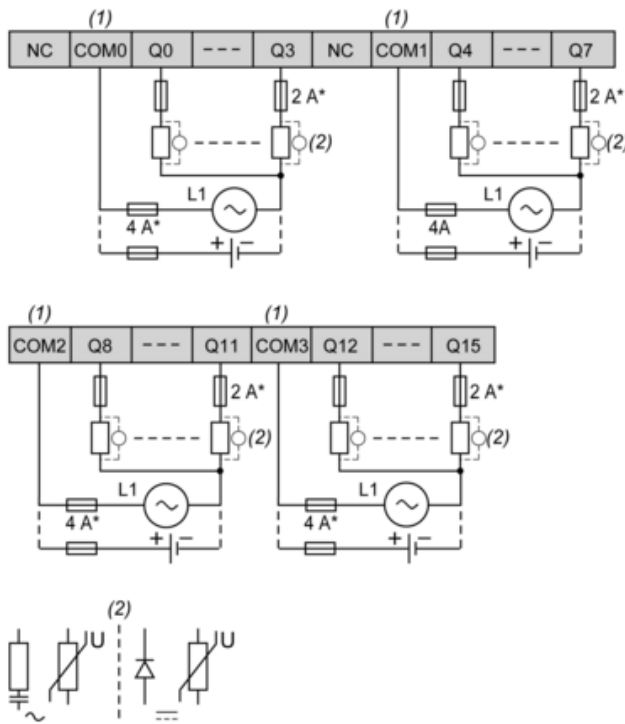 (1) (1)
NC COM0 Q0 --- Q3 NC COM1 Q4 --- Q7
2 A* 2 A*
(2) (2)
L1 L1
4 A* 4A
+ − + −
(1) (1)
COM2 Q8 --- Q11 COM3 Q12 --- Q15
2 A* 2 A*
(2) (2)
L1 L1
4 A* 4 A*
+ − + −
(2)
U U